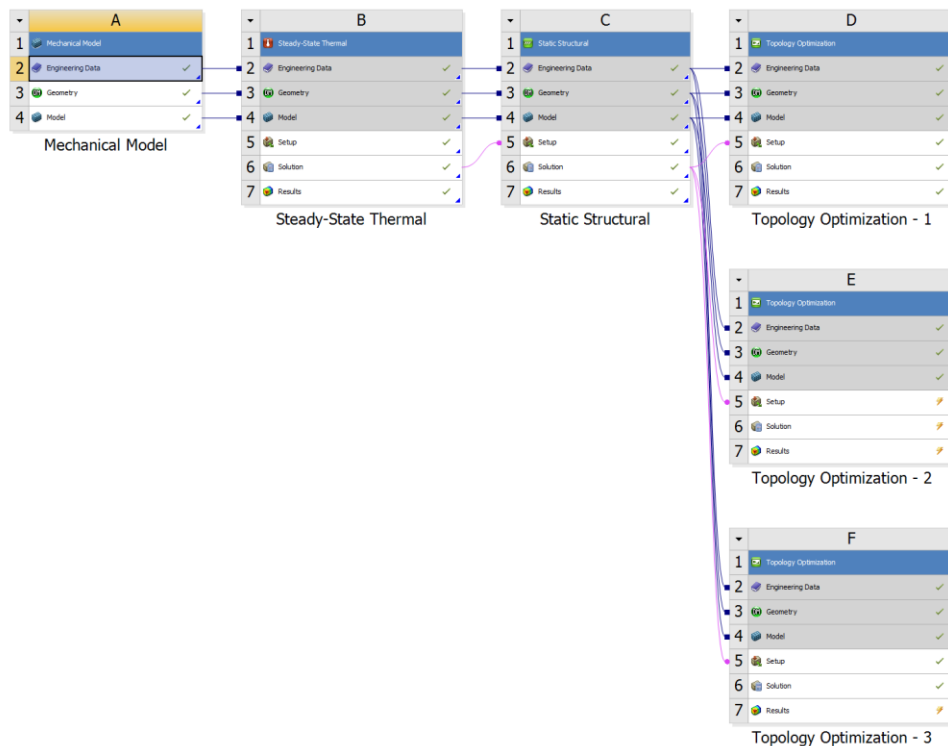 A
1 Mechanical Model
2 Engineering Data
3 Geometry
4 Model
Mechanical Model
B
1 Steady-State Thermal
2 Engineering Data
3 Geometry
4 Model
5 Setup
6 Solution
7 Results
Steady-State Thermal
C
1 Static Structural
2 Engineering Data
3 Geometry
4 Model
5 Setup
6 Solution
7 Results
Static Structural
D
1 Topology Optimization
2 Engineering Data
3 Geometry
4 Model
5 Setup
6 Solution
7 Results
Topology Optimization - 1
E
1 Topology Optimization
2 Engineering Data
3 Geometry
4 Model
5 Setup
6 Solution
7 Results
Topology Optimization - 2
F
1 Topology Optimization
2 Engineering Data
3 Geometry
4 Model
5 Setup
6 Solution
7 Results
Topology Optimization - 3